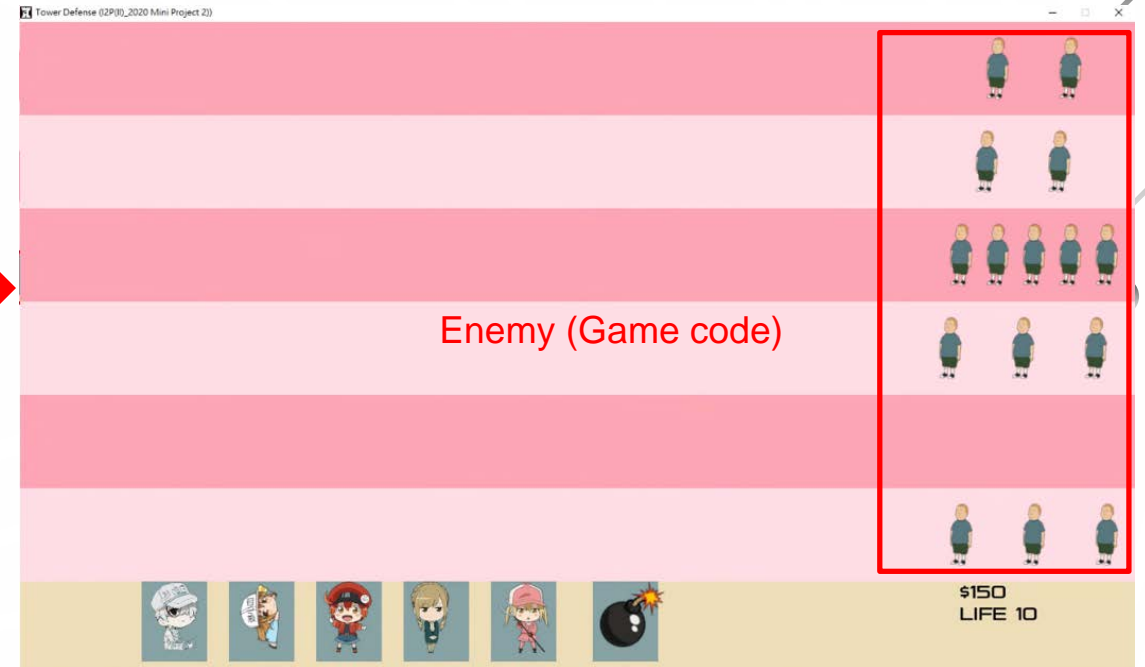 Tower Defense (I2P(II)_2020 Mini Project 2))
Enemy (Game code)
$150
LIFE 10